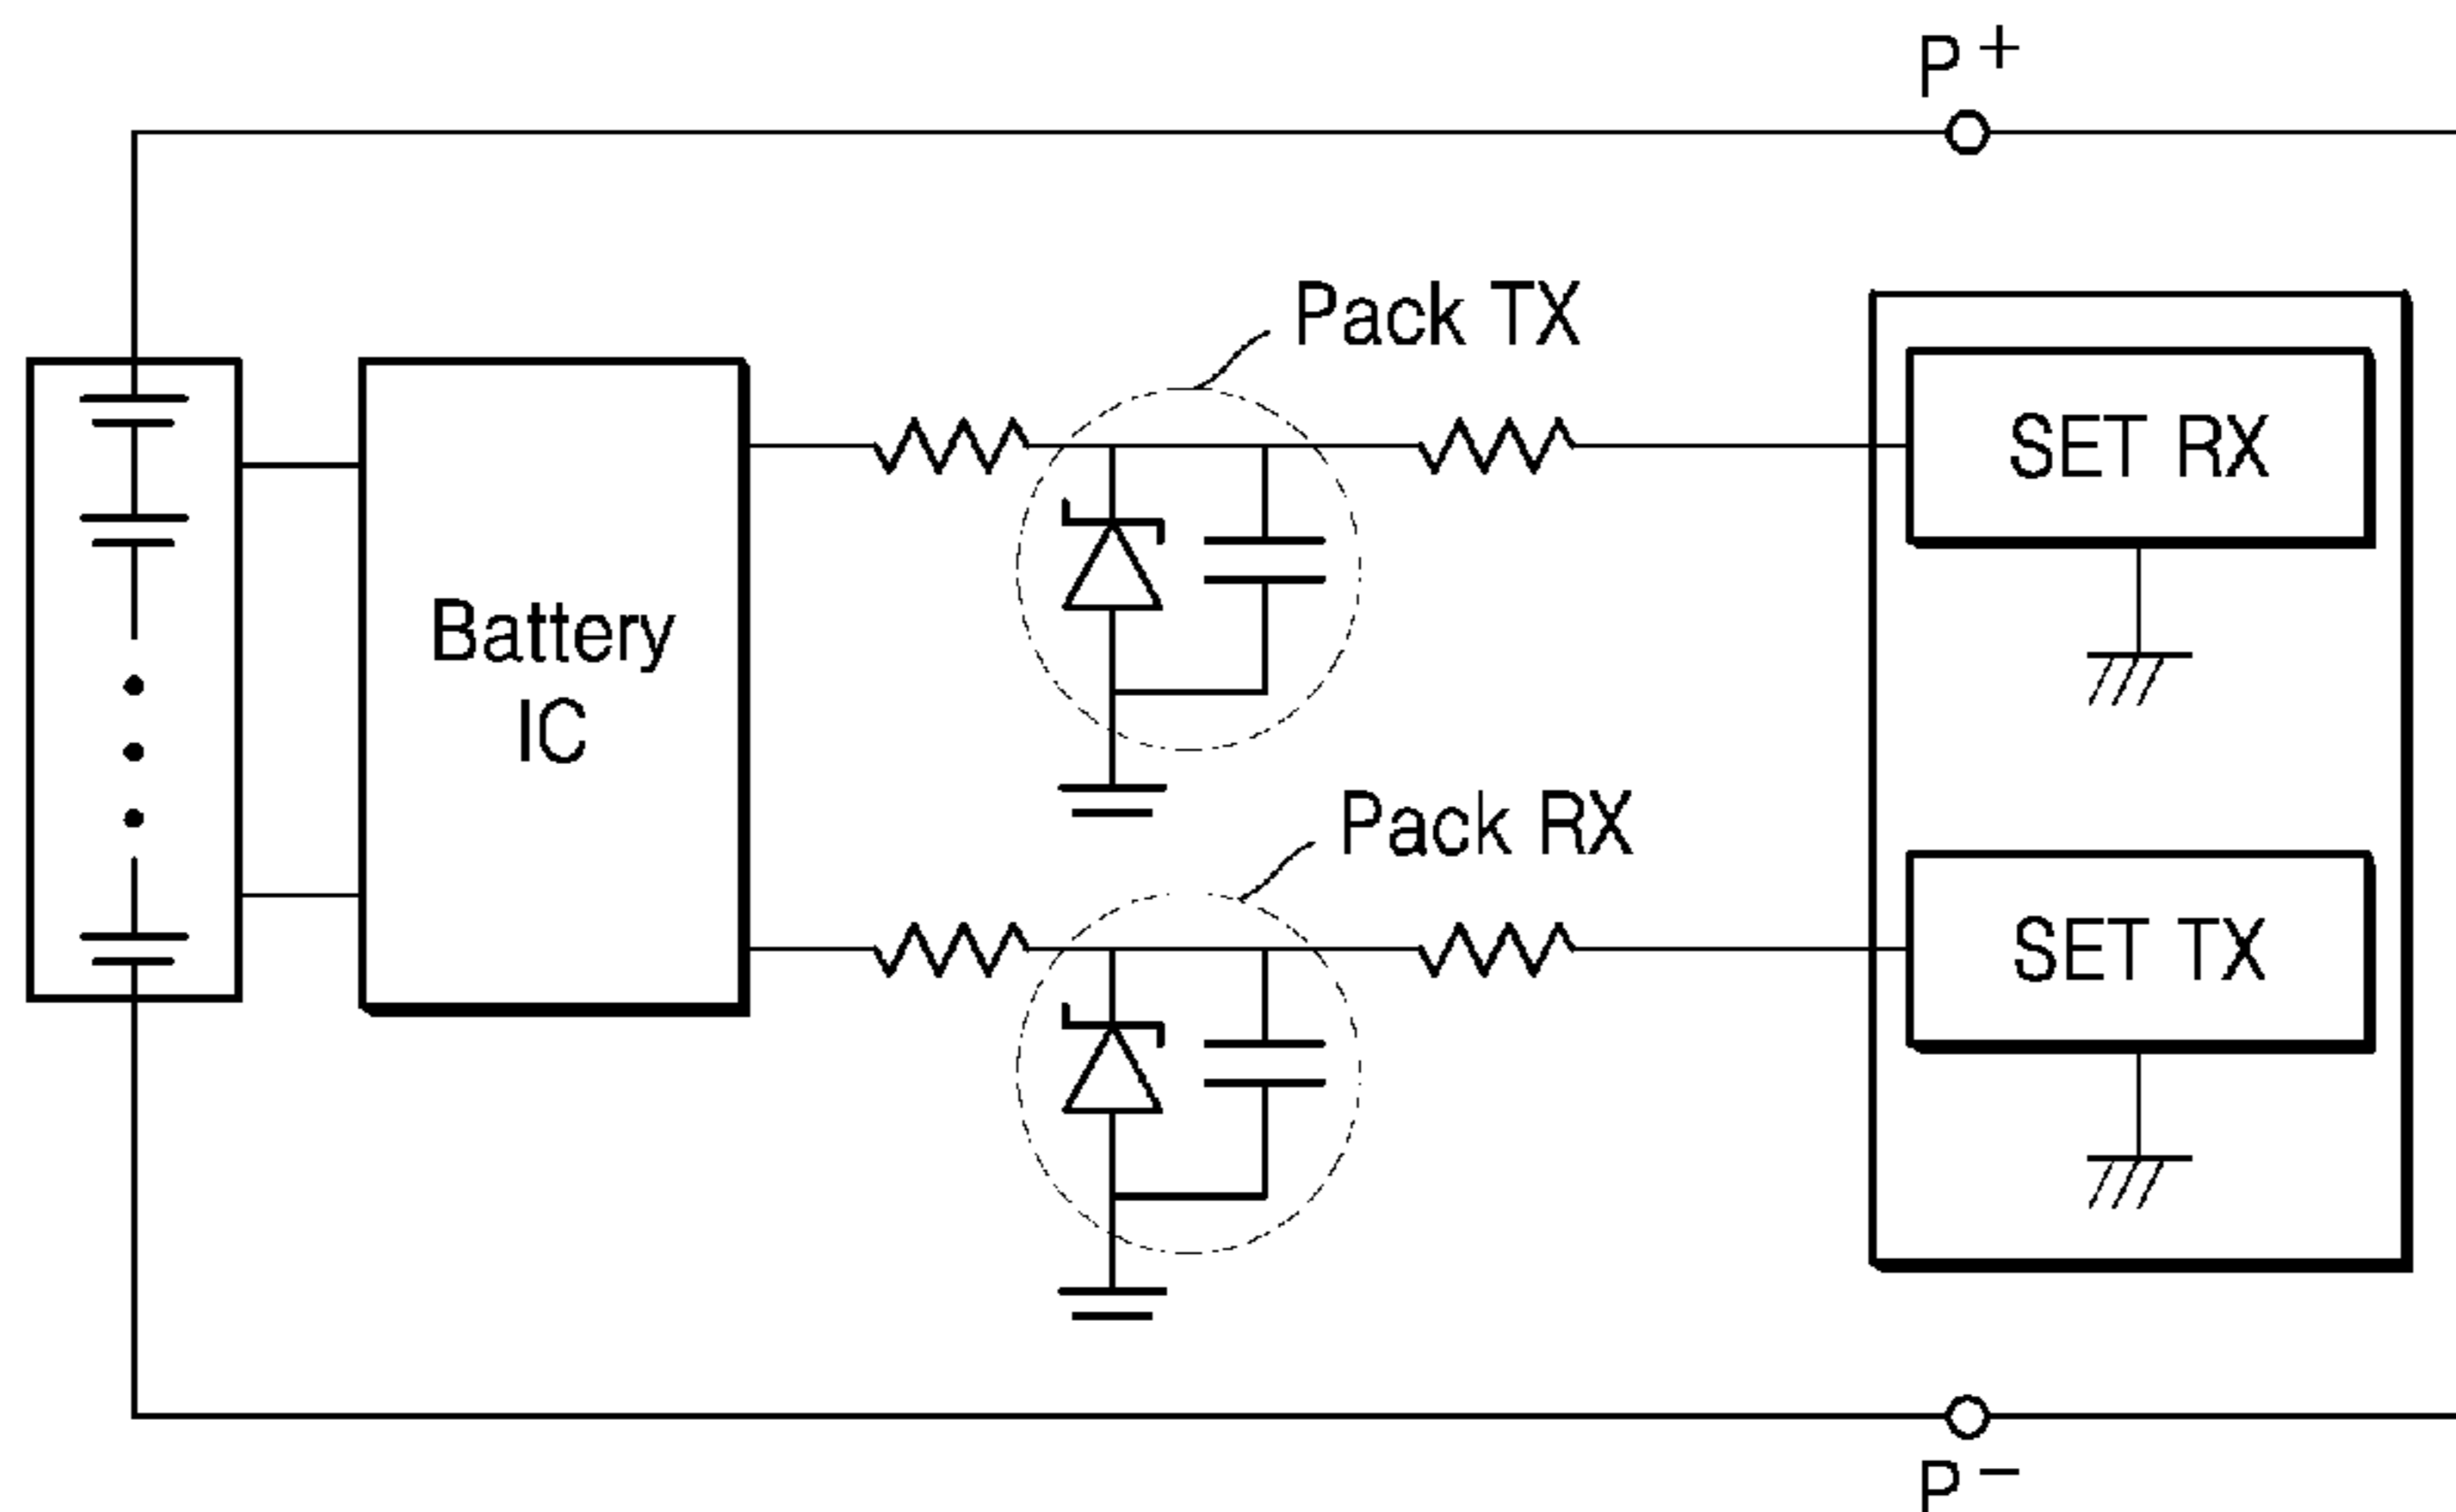 P+
Pack TX
SET RX
Battery
IC
Pack RX
SET TX
P−